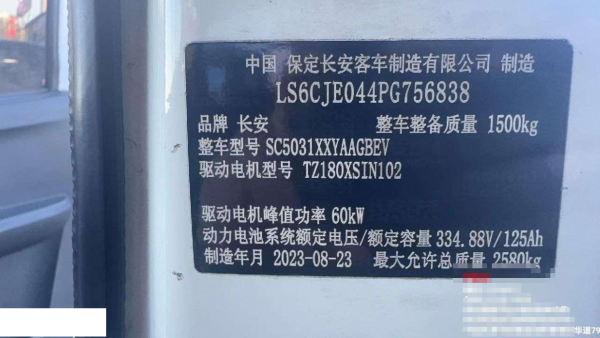 中国 保定长安客车制造有限公司 制造
LS6CJE044PG756838
品牌 长安 整车整备质量 1500kg
整车型号 SC5031XXYAAGBEV
驱动电机型号 TZ180XSIN102
驱动电机峰值功率 60kW
动力电池系统额定电压/额定容量 334.88V/125Ah
制造年月 2023-08-23 最大允许总质量 2580kg
华道79